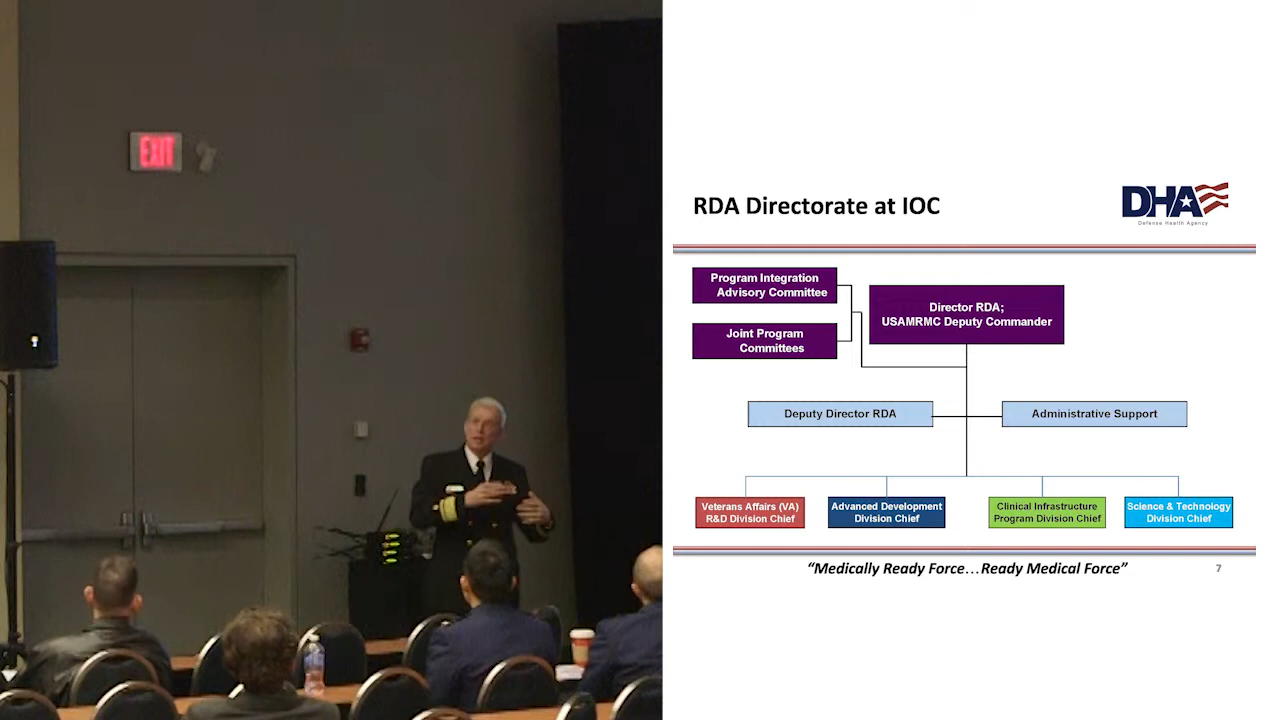 EXIT
RDA Directorate at IOC
DHA
Defense Health Agency
Program Integration
Advisory Committee
Joint Program
Committees
Director RDA;
USAMRMC Deputy Commander
Deputy Director RDA
Administrative Support
Veterans Affairs (VA)
R&D Division Chief
Advanced Development
Division Chief
Clinical Infrastructure
Program Division Chief
Science & Technology
Division Chief
“Medically Ready Force…Ready Medical Force”
7